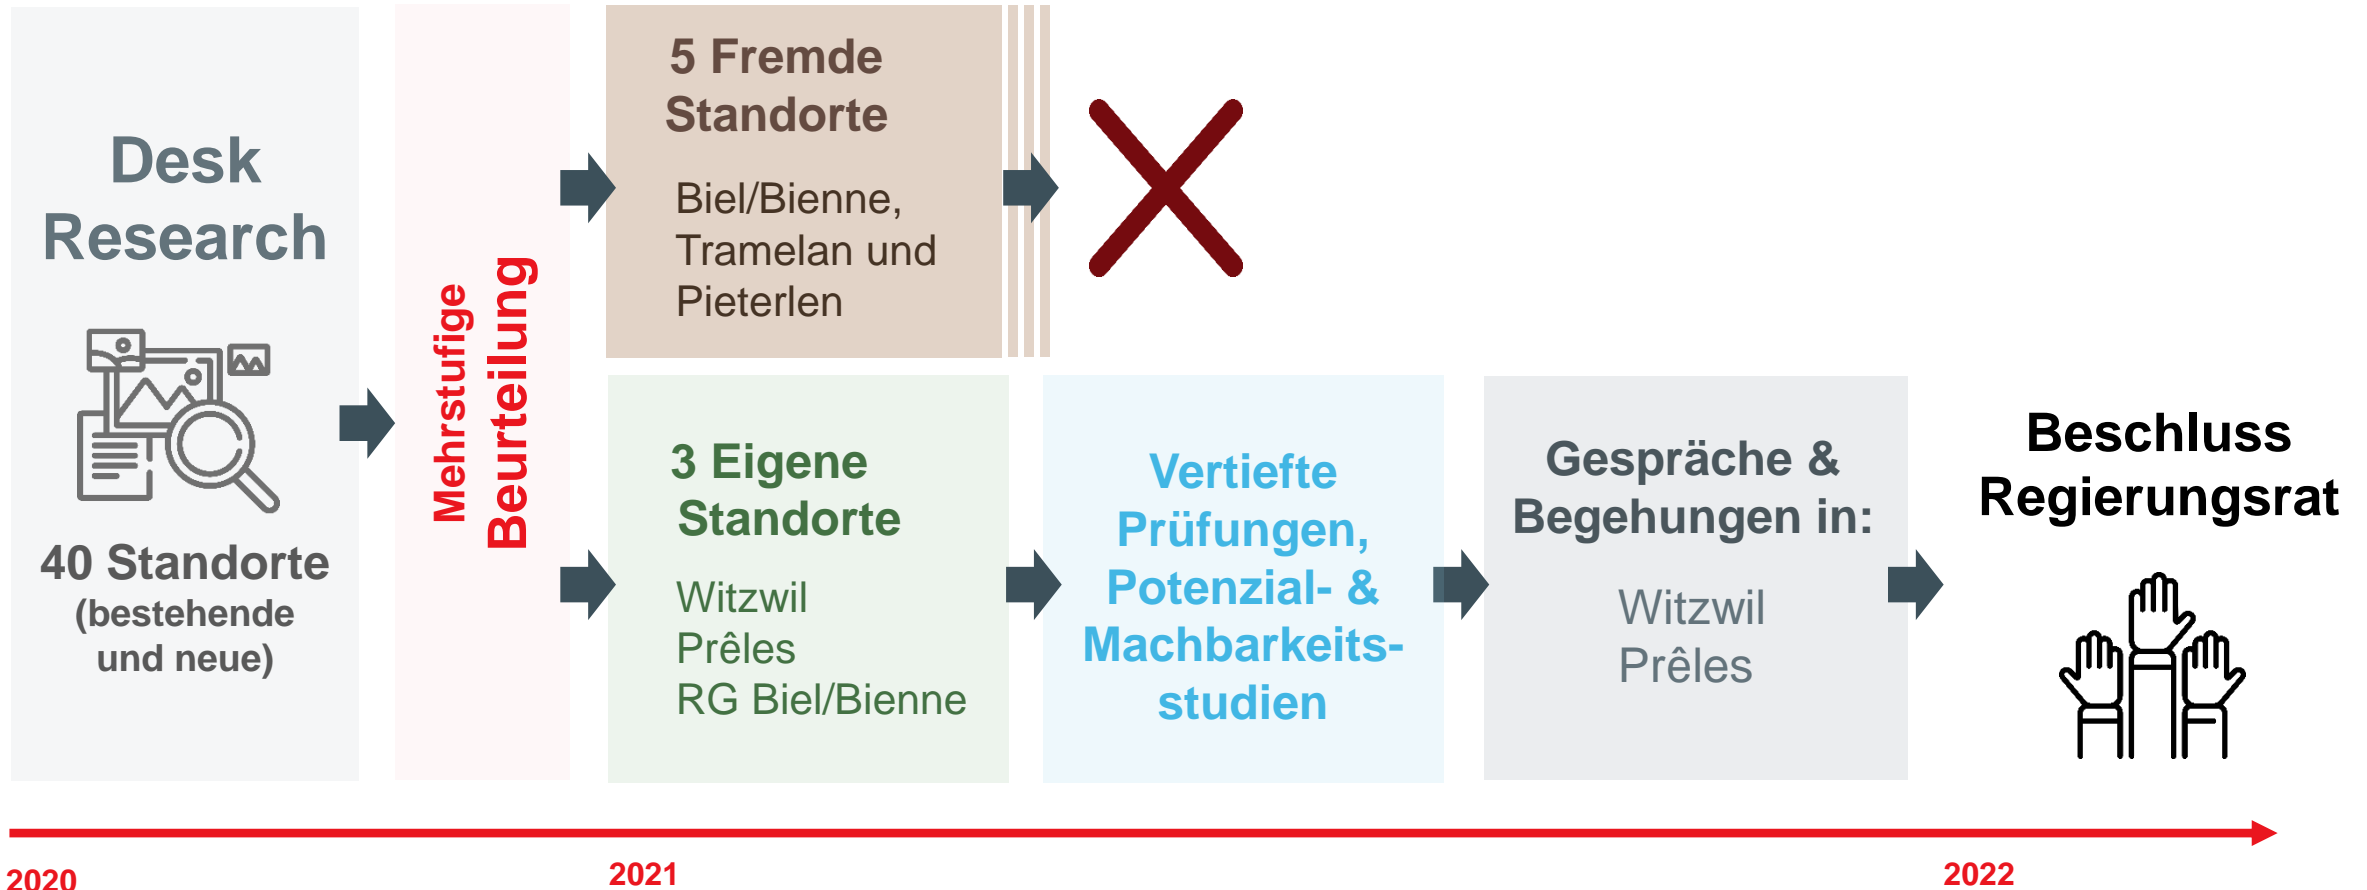 Desk
Research
40 Standorte
(bestehende
und neue)
Mehrstufige
Beurteilung
5 Fremde
Standorte
Biel/Bienne,
Tramelan und
Pieterlen
3 Eigene
Standorte
Witzwil
Prêles
RG Biel/Bienne
Vertiefte
Prüfungen,
Potenzial- &
Machbarkeits-
studien
Gespräche &
Begehungen in:
Witzwil
Prêles
Beschluss
Regierungsrat
2020
2021
2022